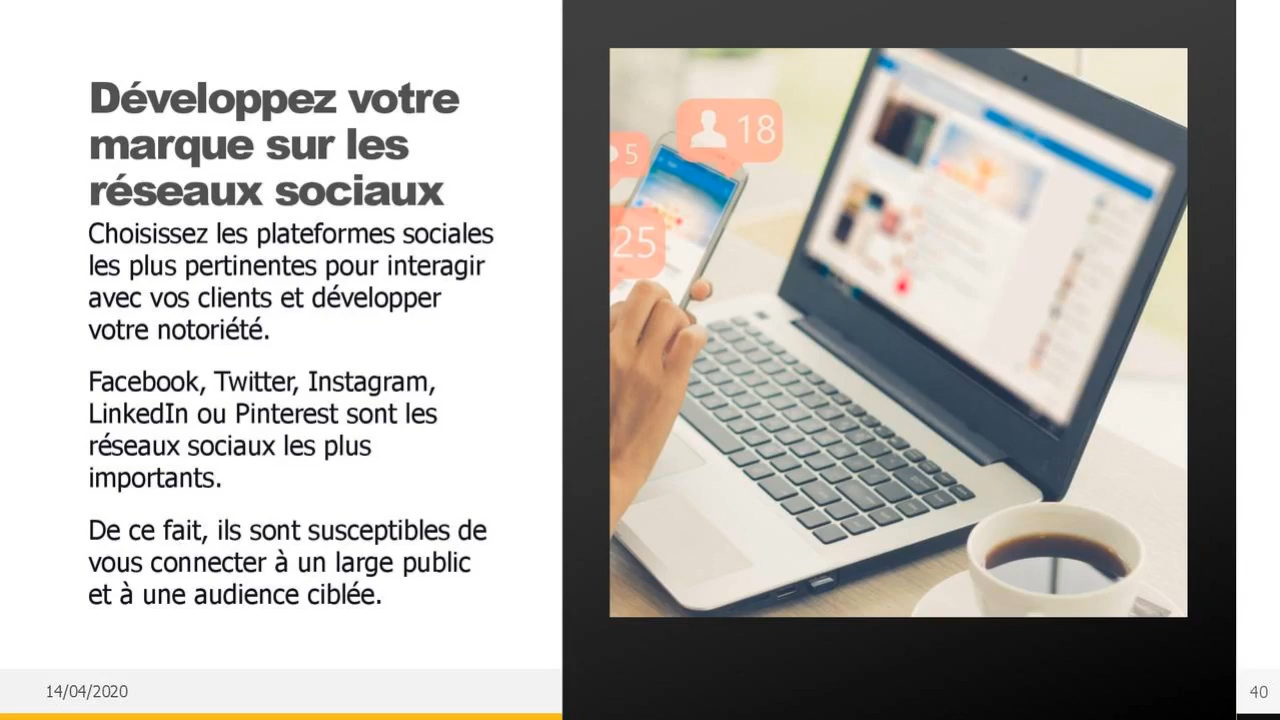 Développez votre
marque sur les
réseaux sociaux
Choisissez les plateformes sociales
les plus pertinentes pour interagir
avec vos clients et développer
votre notoriété.
Facebook, Twitter, Instagram,
LinkedIn ou Pinterest sont les
réseaux sociaux les plus
importants.
De ce fait, ils sont susceptibles de
vous connecter à un large public
et à une audience ciblée.
18
5
25
14/04/2020
40